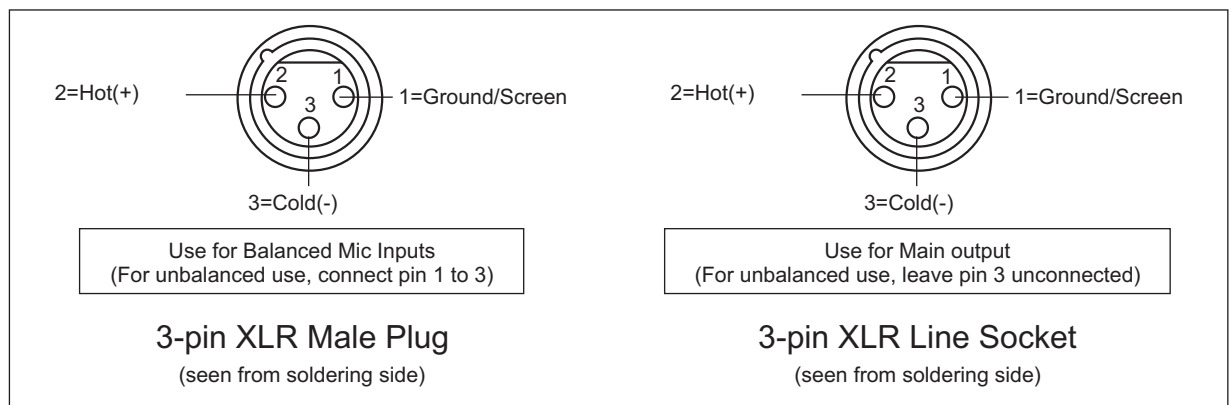 2 1
2=Hot(+)
1=Ground/Screen
3
3=Cold(-)
Use for Balanced Mic Inputs
(For unbalanced use, connect pin 1 to 3)
3-pin XLR Male Plug
(seen from soldering side)
2 1
2=Hot(+)
1=Ground/Screen
3
3=Cold(-)
Use for Main output
(For unbalanced use, leave pin 3 unconnected)
3-pin XLR Line Socket
(seen from soldering side)